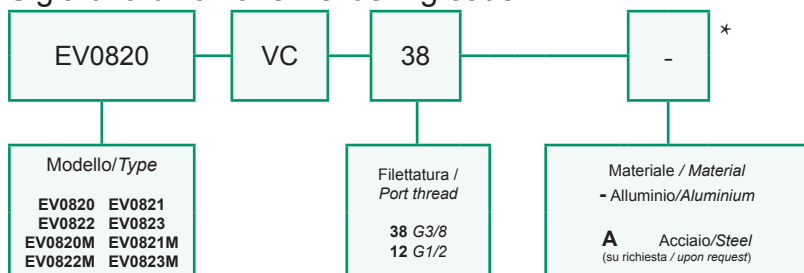 EV0820 VC 38 - *
Modello/Type
EV0820 EV0821
EV0822 EV0823
EV0820M EV0821M
EV0822M EV0823M
Filettatura /
Port thread
38 G3/8
12 G1/2
Materiale / Material
- Alluminio/Aluminium
A Acciaio/Steel
(su richiesta / upon request)